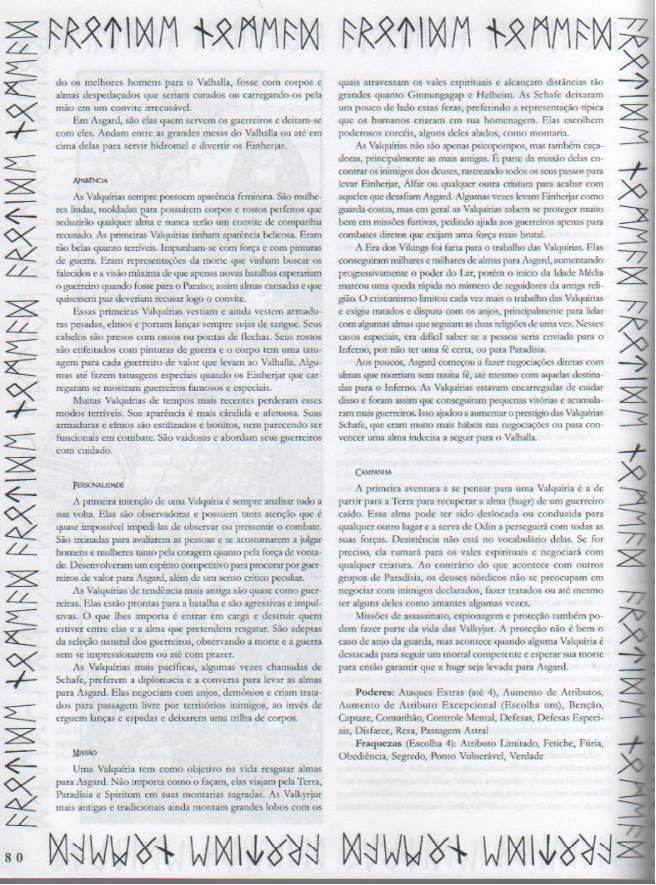 do os melhores homens para o Valhalla, fosse com corpos e
almas despedaçados que seriam curados ou carregando-os pela
mão em um convite irrecusável.
Em Asgard, são elas quem servem os guerreiros e deitam-se
com eles. Andam entre as grandes mesas do Valhalla ou até em
cima delas para servir hidromel e divertir os Einherjar.
APARÊNCIA
As Valquírias sempre possuem aparência feminina. São mulhe-
res lindas, moldadas para possuírem corpos e rostos perfeitos que
seduzirão qualquer alma e nunca terão um convite de companhia
recusado. As primeiras Valquírias tinham aparência belicosa. Eram
tão belas quanto terríveis. Impunham-se com força e com pinturas
de guerra. Eram representações da morte que vinham buscar os
falecidos e a visão máxima de que apenas novas batalhas esperariam
o guerreiro quando fosse para o Paraíso; assim almas cansadas e que
quisessem paz deveriam recusar logo o convite.
Essas primeiras Valquírias vestiam e ainda vestem armadu-
ras pesadas, elmos e portam lanças sempre sujas de sangue. Seus
cabelos são presos com ossos ou pontas de flechas. Seus rostos
são enfeitados com pinturas de guerra e o corpo tem uma tatu-
agem para cada guerreiro de valor que levam ao Valhalla. Algu-
mas até fazem tatuagens especiais quando os Einherjar que car-
regaram se mostram guerreiros famosos e especiais.
Muitas Valquírias de tempos mais recentes perderam esses
modos terríveis. Sua aparência é mais cândida e afetuosa. Suas
armaduras e elmos são estilizados e bonitos, nem parecendo ser
funcionais em combate. São vaidosas e abordam seus guerreiros
com cuidado.
PERSONALIDADE
A primeira intenção de uma Valquíria é sempre analisar tudo a
sua volta. Elas são observadoras e possuem tanta atenção que é
quase impossível impedi-las de observar ou pressentir o combate.
São treinadas para avaliarem as pessoas e se acostumarem a julgar
homens e mulheres tanto pela coragem quanto pela força de vonta-
de. Desenvolveram um espírito competitivo para procurar por guer-
reiros de valor para Asgard, além de um senso crítico peculiar.
As Valquírias de tendência mais antiga são quase como guer-
reiras. Elas estão prontas para a batalha e são agressivas e impul-
sivas. O que lhes importa é entrar em carga e destruir quem
estiver entre elas e a alma que pretendem resgatar. São adeptas
da seleção natural dos guerreiros, observando a morte e a guerra
sem se impressionarem ou até com prazer.
As Valquírias mais pacíficas, algumas vezes chamadas de
Schafe, preferem a diplomacia e a conversa para levar as almas
para Asgard. Elas negociam com anjos, demônios e criam trata-
dos para passagem livre por territórios inimigos, ao invés de
erguem lanças e espadas e deixarem uma trilha de corpos.
MISSÃO
Uma Valquíria tem como objetivo na vida resgatar almas
para Asgard. Não importa como o façam, elas viajam pela Terra,
Paradísia e Spiritum em suas montarias sagradas. As Valkyrjur
mais antigas e tradicionais ainda montam grandes lobos com os
80
quais atravessam os vales espirituais e alcançam distâncias tão
grandes quanto Ginnungagap e Helheim. As Schafe deixaram
um pouco de lado essas feras, preferindo a representação típica
que os humanos criaram em sua homenagem. Elas escolhem
poderosos corcéis, alguns deles alados, como montaria.
As Valquírias não são apenas psicopompos, mas também caça-
doras, principalmente as mais antigas. É parte da missão delas en-
contrar os inimigos dos deuses, rastreando todos os seus passos para
levar Einherjar, Álfar ou qualquer outra criatura para acabar com
aqueles que desafiam Asgard. Algumas vezes levam Einherjar como
guarda-costas, mas em geral as Valquírias sabem se proteger muito
bem em missões furtivas, pedindo ajuda aos guerreiros apenas para
combates diretos que exijam uma força mais brutal.
A Era dos Vikings foi farta para o trabalho das Valquírias. Elas
conseguiram milhares e milhares de almas para Asgard, aumentando
progressivamente o poder do Lar, porém o início da Idade Média
marcou uma queda rápida no número de seguidores da antiga reli-
gião. O cristianismo limitou cada vez mais o trabalho das Valquírias
e exigiu tratados e disputa com os anjos, principalmente para lidar
com algumas almas que seguiam as duas religiões de uma vez. Nesses
casos especiais, era difícil saber se a pessoa seria enviada para o
Inferno, por não ter uma fé certa, ou para Paradísia.
Aos poucos, Asgard começou a fazer negociações diretas com
almas que morriam sem muita fé, até mesmo com aquelas destina-
das para o Inferno. As Valquírias estavam encarregadas de cuidar
disso e foram assim que conseguiram pequenas vitórias e acumula-
ram mais guerreiros. Isso ajudou a aumentar o prestígio das Valquírias
Schafe, que eram muito mais hábeis nas negociações ou para con-
vencer uma alma indecisa a seguir para o Valhalla.
CAMPANHA
A primeira aventura a se pensar para uma Valquíria é a de
partir para a Terra para recuperar a alma (hugr) de um guerreiro
caído. Essa alma pode ter sido deslocada ou conduzida para
qualquer outro lugar e a serva de Odin a perseguirá com todas as
suas forças. Desistência não está no vocabulário delas. Se for
preciso, ela rumará para os vales espirituais e negociará com
qualquer criatura. Ao contrário do que acontece com outros
grupos de Paradísia, os deuses nórdicos não se preocupam em
negociar com inimigos declarados, fazer tratados ou até mesmo
ter alguns deles como amantes algumas vezes.
Missões de assassinato, espionagem e proteção também po-
dem fazer parte da vida das Valkyjur. A proteção não é bem o
caso de anjo da guarda, mas acontece quando alguma Valquíria é
destacada para seguir um mortal competente e esperar sua morte
para então garantir que a hugr seja levada para Asgard.
Poderes: Ataques Extras (até 4), Aumento de Atributos,
Aumento de Atributo Excepcional (Escolha um), Benção,
Captare, Comunhão, Controle Mental, Defesas, Defesas Especi-
ais, Disfarce, Resa, Passagem Astral
Fraquezas (Escolha 4): Atributo Limitado, Fetiche, Fúria,
Obediência, Segredo, Ponto Vulnerável, Verdade